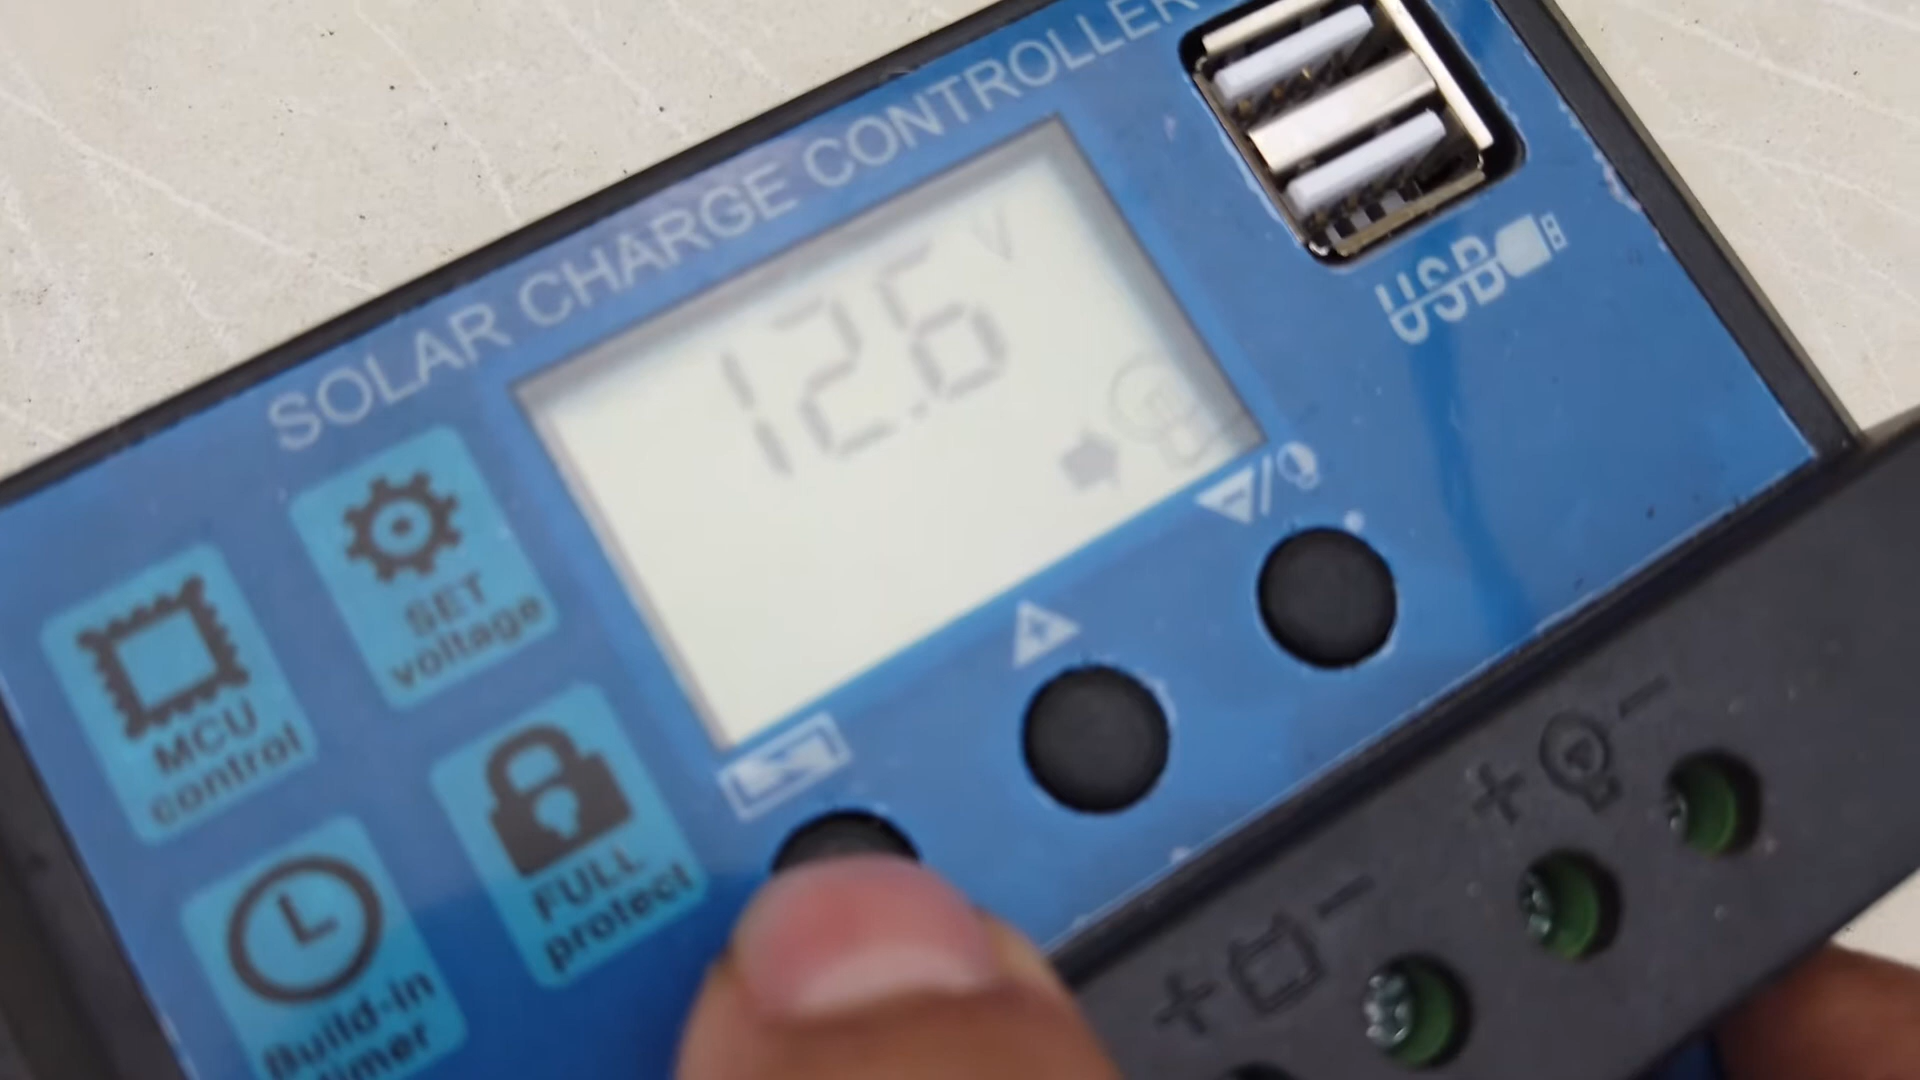 SOLAR CHARGE CONTROLLER
12.6 V
USB
SET
voltage
MCU
control
FULL
protect
Build-in
timer